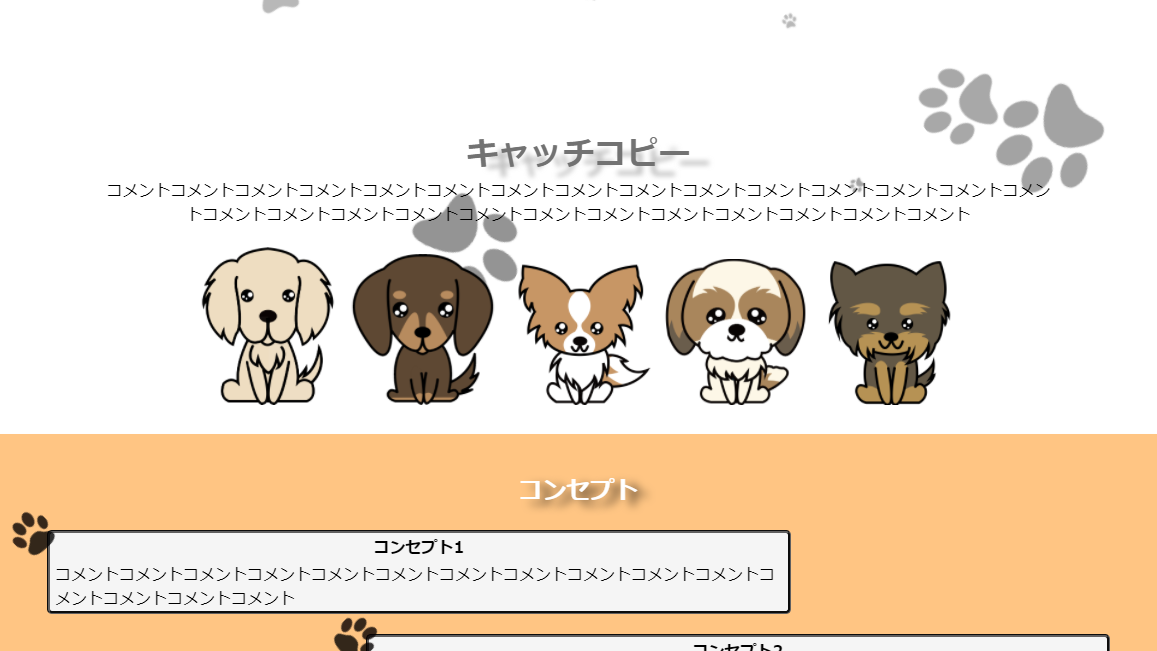 キャッチコピー
コメントコメントコメントコメントコメントコメントコメントコメントコメントコメントコメントコメントコメントコメントコメン
トコメントコメントコメントコメントコメントコメントコメントコメントコメントコメントコメントコメント
コンセプト
コンセプト1
コメントコメントコメントコメントコメントコメントコメントコメントコメントコメントコメントコ
メントコメントコメントコメント
コンセプト2